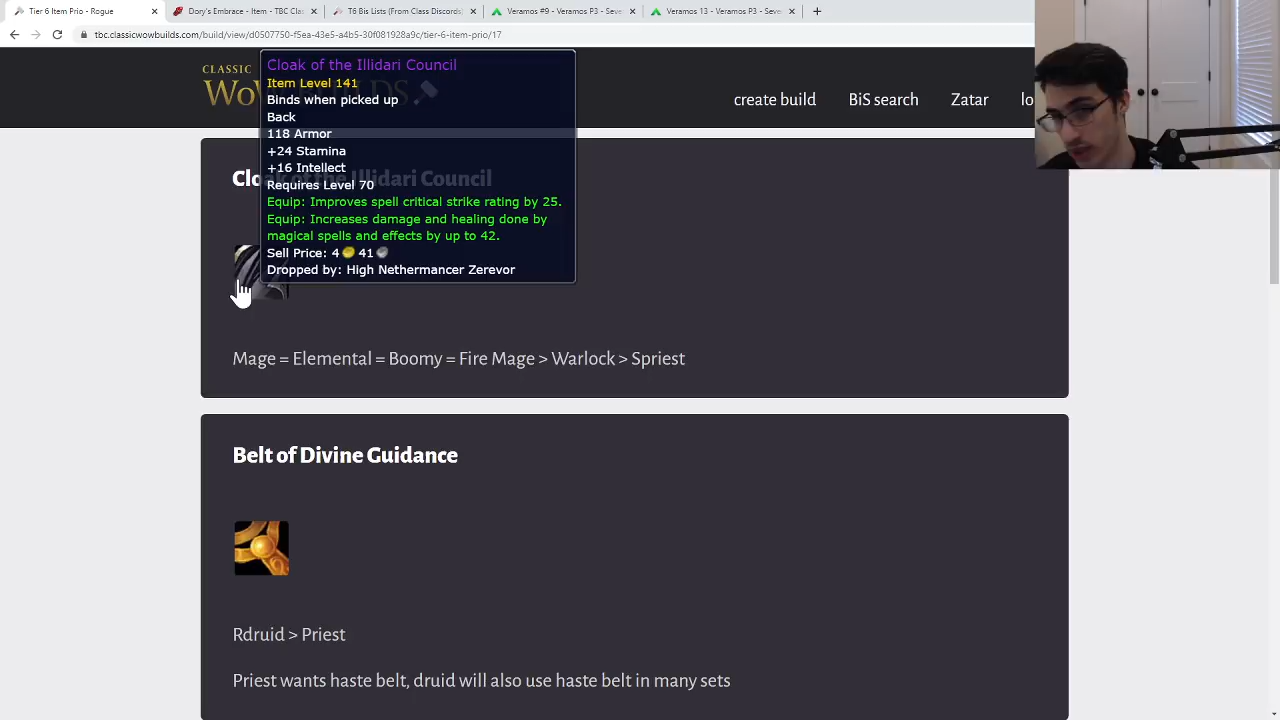 Tier 6 Item Prio - Rogue
Dory's Embrace - Item - TBC Clas
T6 Bis Lists (From Class Discords)
Veramos #9 - Veramos P3 - Seve
Veramos 13 - Veramos P3 - Seve
tbc.classicwowbuilds.com/build/view/d0507750-f5ea-43e5-a4b5-30f081928a9c/tier-6-item-prio/17
CLASSIC
create build
BiS search
Zatar
Cloak of the Illidari Council
Item Level 141
Binds when picked up
Back
118 Armor
+24 Stamina
+16 Intellect
Requires Level 70
Equip: Improves spell critical strike rating by 25.
Equip: Increases damage and healing done by
magical spells and effects by up to 42.
Sell Price: 4 41
Dropped by: High Nethermancer Zerevor
Cloak of the Illidari Council
Mage = Elemental = Boomy = Fire Mage > Warlock > Spriest
Belt of Divine Guidance
Rdruid > Priest
Priest wants haste belt, druid will also use haste belt in many sets